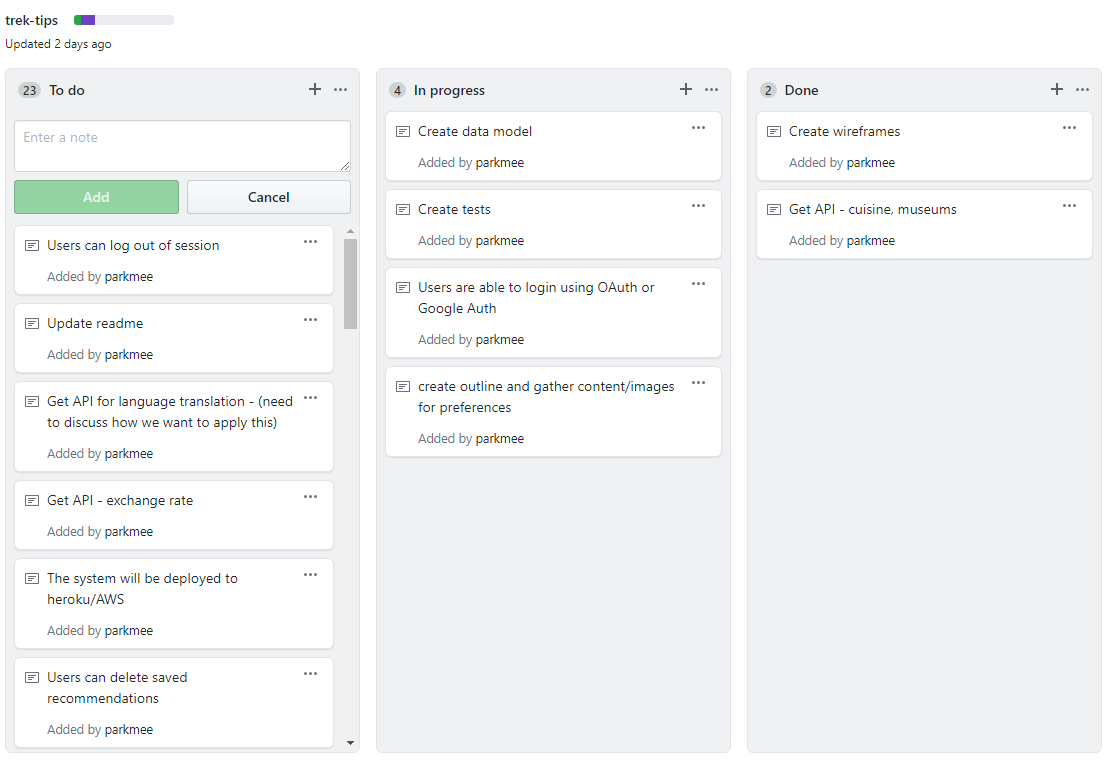 trek-tips
Updated 2 days ago
23 To do
Enter a note
Add
Cancel
Users can log out of session
Added by parkmee
Update readme
Added by parkmee
Get API for language translation - (need
to discuss how we want to apply this)
Added by parkmee
Get API - exchange rate
Added by parkmee
The system will be deployed to
heroku/AWS
Added by parkmee
Users can delete saved
recommendations
Added by parkmee
4 In progress
Create data model
Added by parkmee
Create tests
Added by parkmee
Users are able to login using OAuth or
Google Auth
Added by parkmee
create outline and gather content/images
for preferences
Added by parkmee
2 Done
Create wireframes
Added by parkmee
Get API - cuisine, museums
Added by parkmee